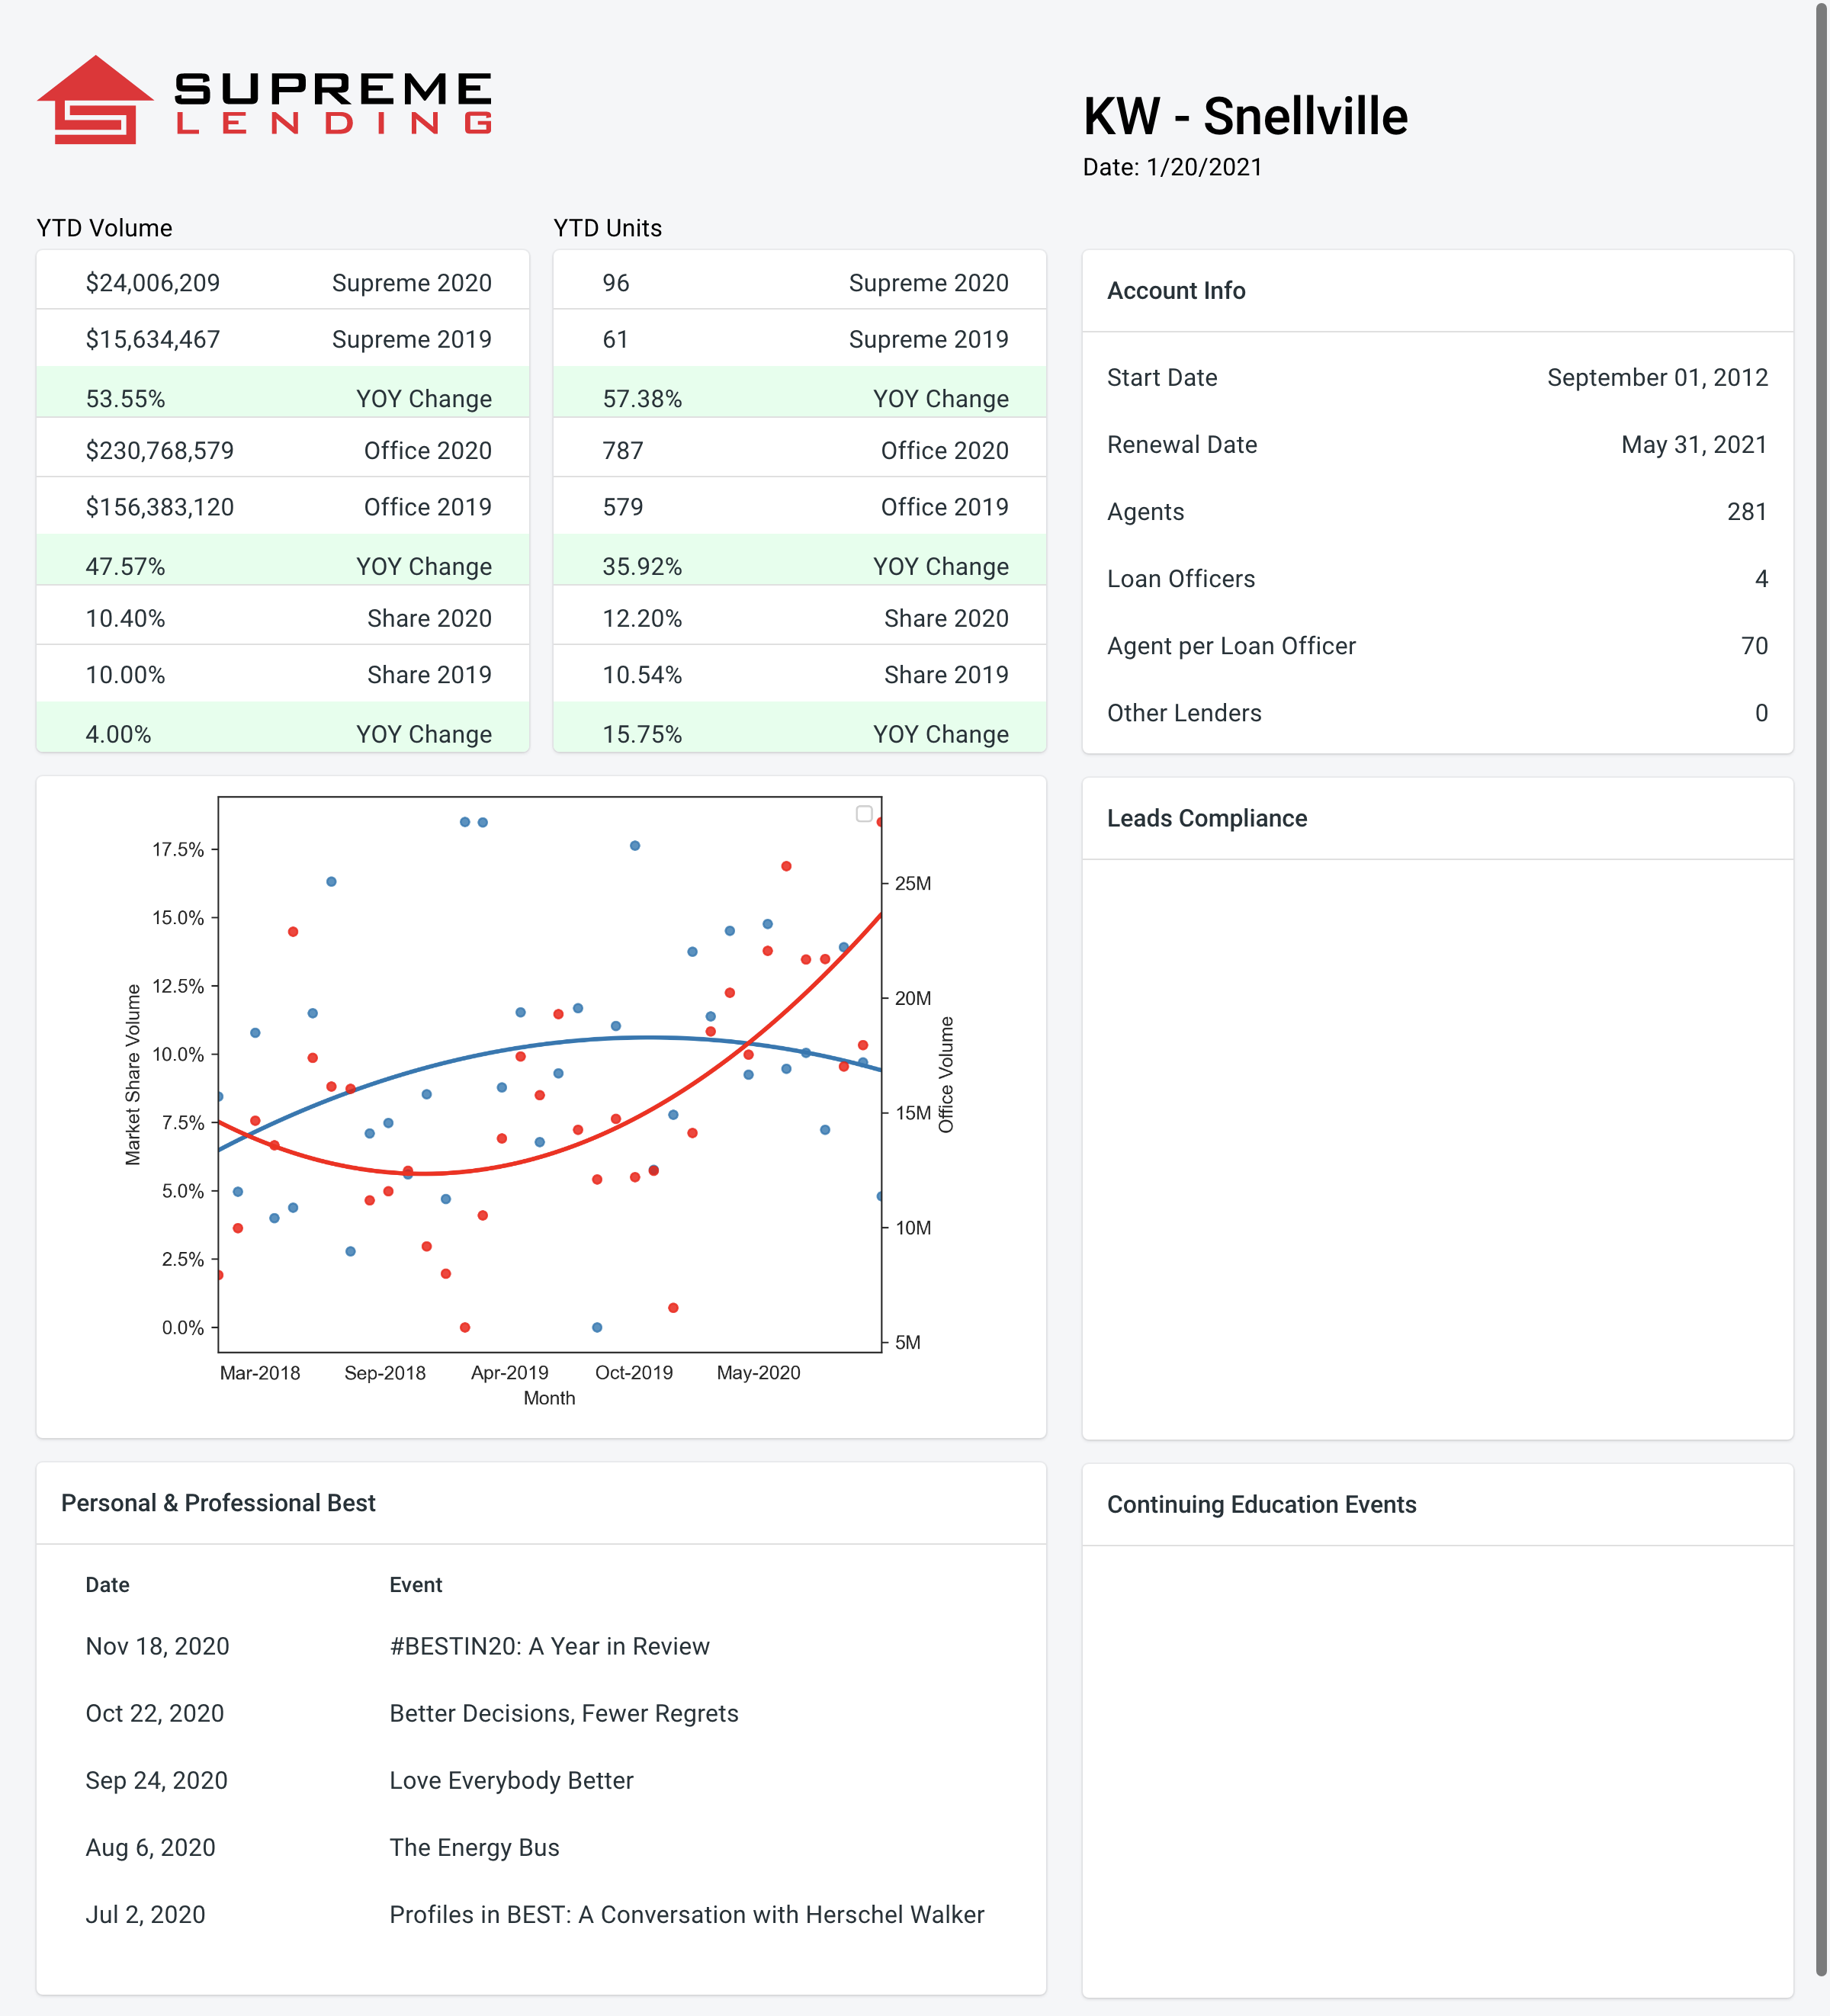 SUPREME
LENDING
KW - Snellville
Date: 1/20/2021
YTD Volume
$24,006,209 Supreme 2020
$15,634,467 Supreme 2019
53.55% YOY Change
$230,768,579 Office 2020
$156,383,120 Office 2019
47.57% YOY Change
10.40% Share 2020
10.00% Share 2019
4.00% YOY Change
YTD Units
96 Supreme 2020
61 Supreme 2019
57.38% YOY Change
787 Office 2020
579 Office 2019
35.92% YOY Change
12.20% Share 2020
10.54% Share 2019
15.75% YOY Change
Account Info
Start Date September 01, 2012
Renewal Date May 31, 2021
Agents 281
Loan Officers 4
Agent per Loan Officer 70
Other Lenders 0
Market Share Volume
17.5%
15.0%
12.5%
10.0%
7.5%
5.0%
2.5%
0.0%
25M
20M
15M
10M
5M
Office Volume
Mar-2018 Sep-2018 Apr-2019 Oct-2019 May-2020
Month
Leads Compliance
Personal & Professional Best
Date Event
Nov 18, 2020 #BESTIN20: A Year in Review
Oct 22, 2020 Better Decisions, Fewer Regrets
Sep 24, 2020 Love Everybody Better
Aug 6, 2020 The Energy Bus
Jul 2, 2020 Profiles in BEST: A Conversation with Herschel Walker
Continuing Education Events